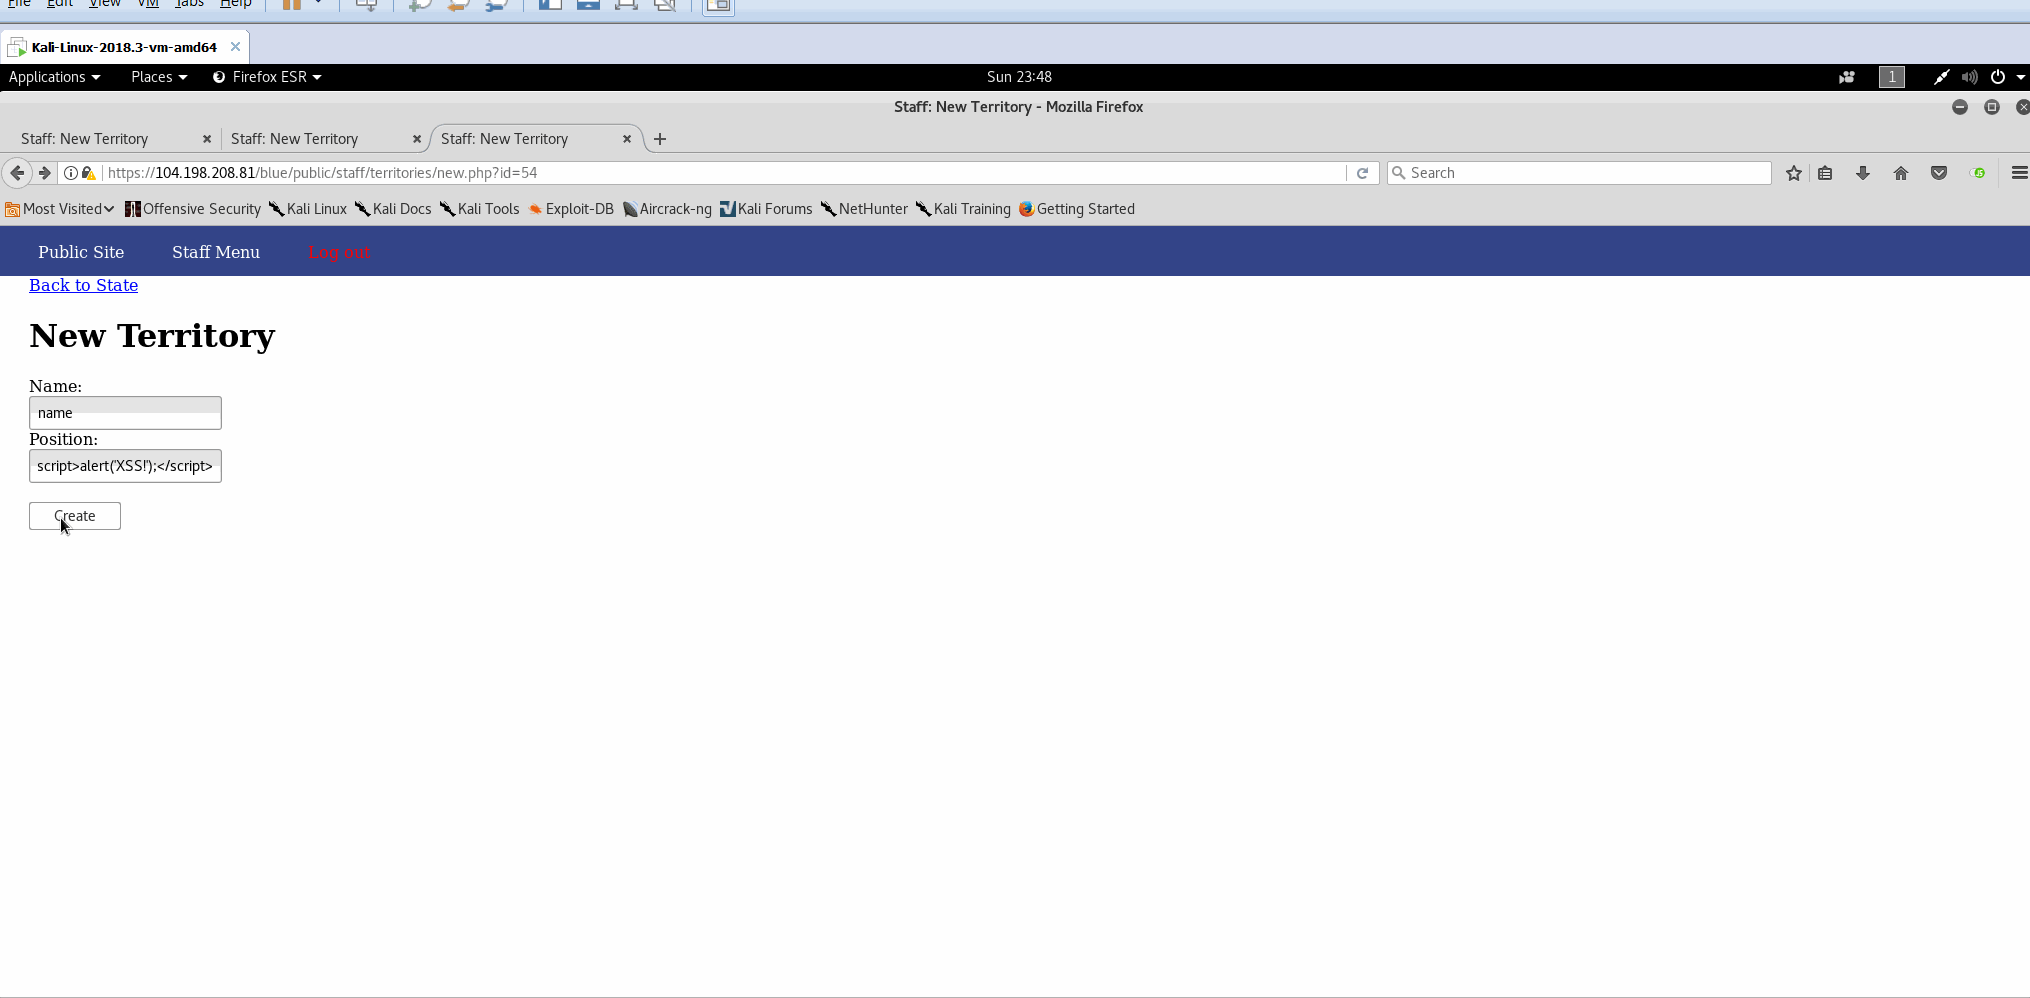 File Edit View VM Tabs Help
Kali-Linux-2018.3-vm-amd64
Applications Places Firefox ESR Sun 23:48 1
Staff: New Territory - Mozilla Firefox
Staff: New Territory Staff: New Territory Staff: New Territory
https://104.198.208.81/blue/public/staff/territories/new.php?id=54 Search
Most Visited Offensive Security Kali Linux Kali Docs Kali Tools Exploit-DB Aircrack-ng Kali Forums NetHunter Kali Training Getting Started
Public Site Staff Menu Log out
Back to State
New Territory
Name:
name
Position:
script>alert('XSS!');</script>
Create